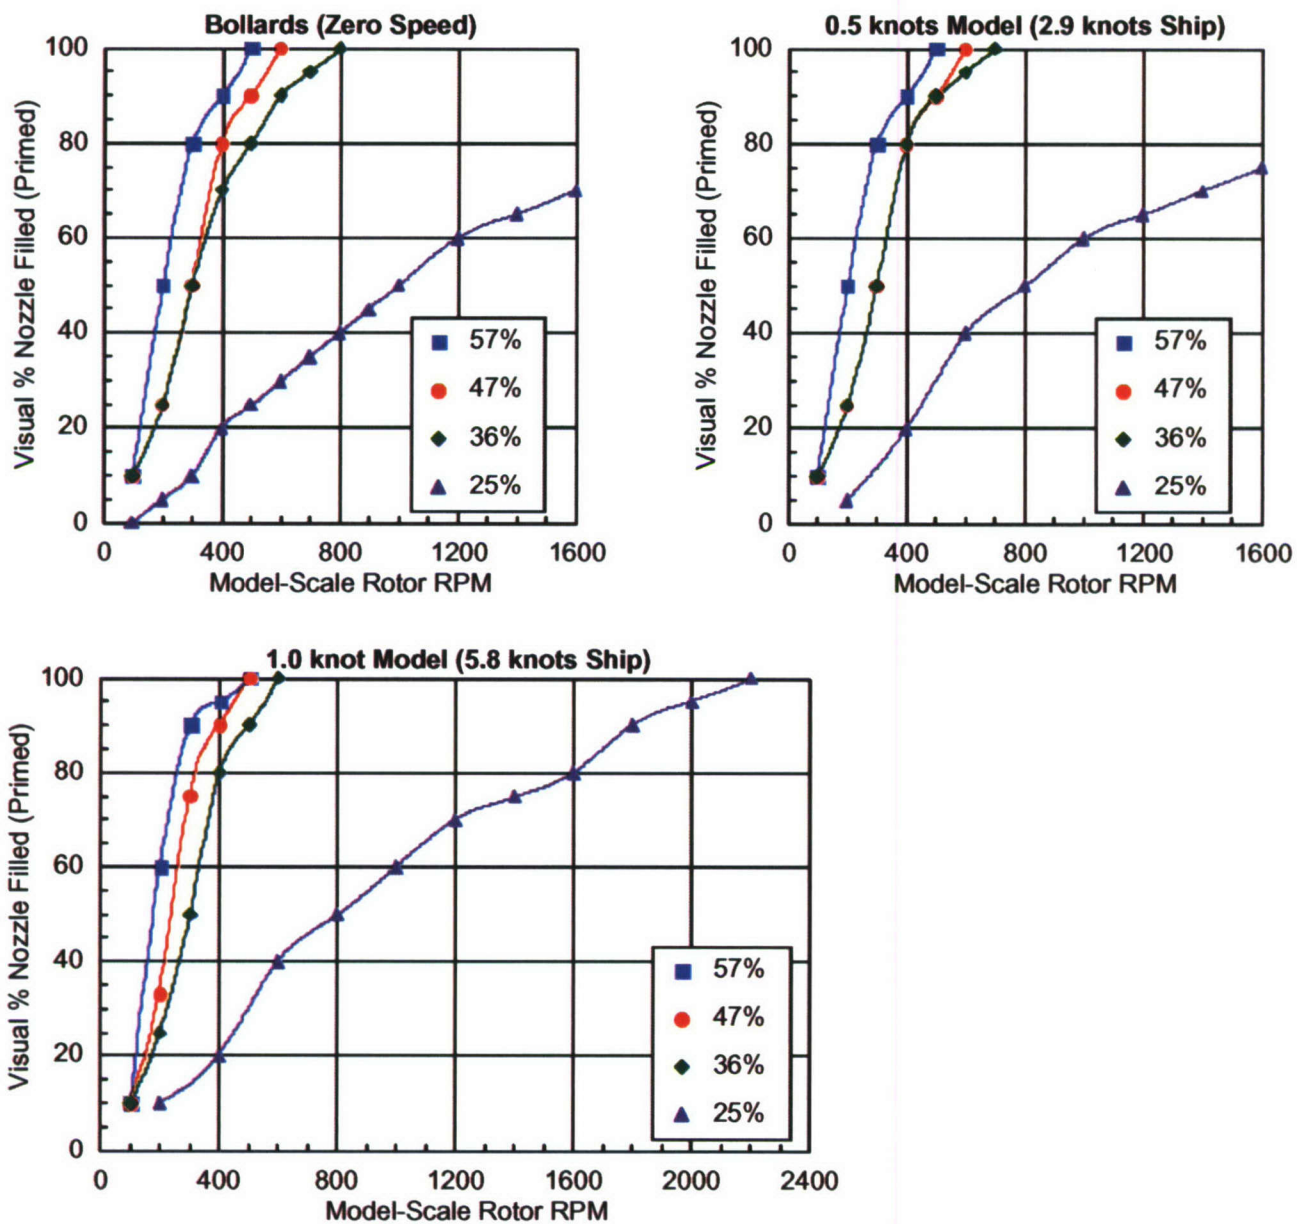 Bollards (Zero Speed)
100
80
60
40
20
0
Visual % Nozzle Filled (Primed)
57%
47%
36%
25%
0 400 800 1200 1600
Model-Scale Rotor RPM
0.5 knots Model (2.9 knots Ship)
100
80
60
40
20
0
Visual % Nozzle Filled (Primed)
57%
47%
36%
25%
0 400 800 1200 1600
Model-Scale Rotor RPM
1.0 knot Model (5.8 knots Ship)
100
80
60
40
20
0
Visual % Nozzle Filled (Primed)
57%
47%
36%
25%
0 400 800 1200 1600 2000 2400
Model-Scale Rotor RPM